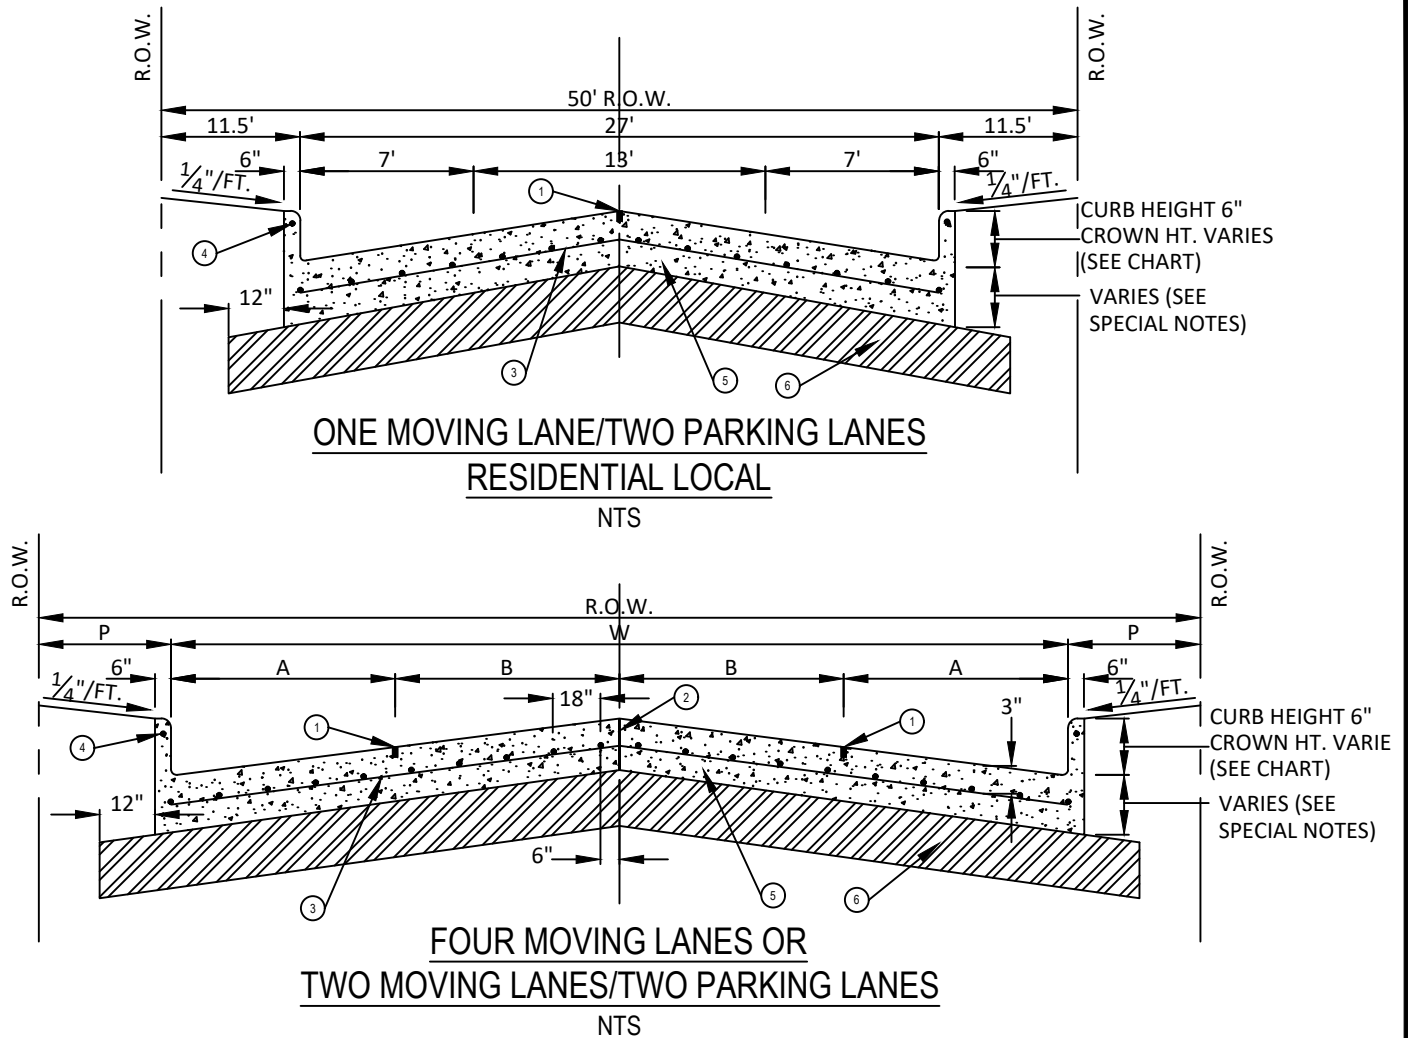 R.O.W.
R.O.W.
50' R.O.W.
11.5'
27'
11.5'
6"
7'
13'
7'
6"
1/4"/FT.
1/4"/FT.
1
4
CURB HEIGHT 6"
CROWN HT. VARIES
(SEE CHART)
12"
VARIES (SEE
SPECIAL NOTES)
3
5
6
ONE MOVING LANE/TWO PARKING LANES
RESIDENTIAL LOCAL
NTS
R.O.W.
R.O.W.
R.O.W.
P
W
P
6"
A
B
B
A
6"
1/4"/FT.
1/4"/FT.
18"
2
3"
1
1
4
CURB HEIGHT 6"
CROWN HT. VARIE
(SEE CHART)
12"
VARIES (SEE
SPECIAL NOTES)
6"
3
5
6
FOUR MOVING LANES OR
TWO MOVING LANES/TWO PARKING LANES
NTS